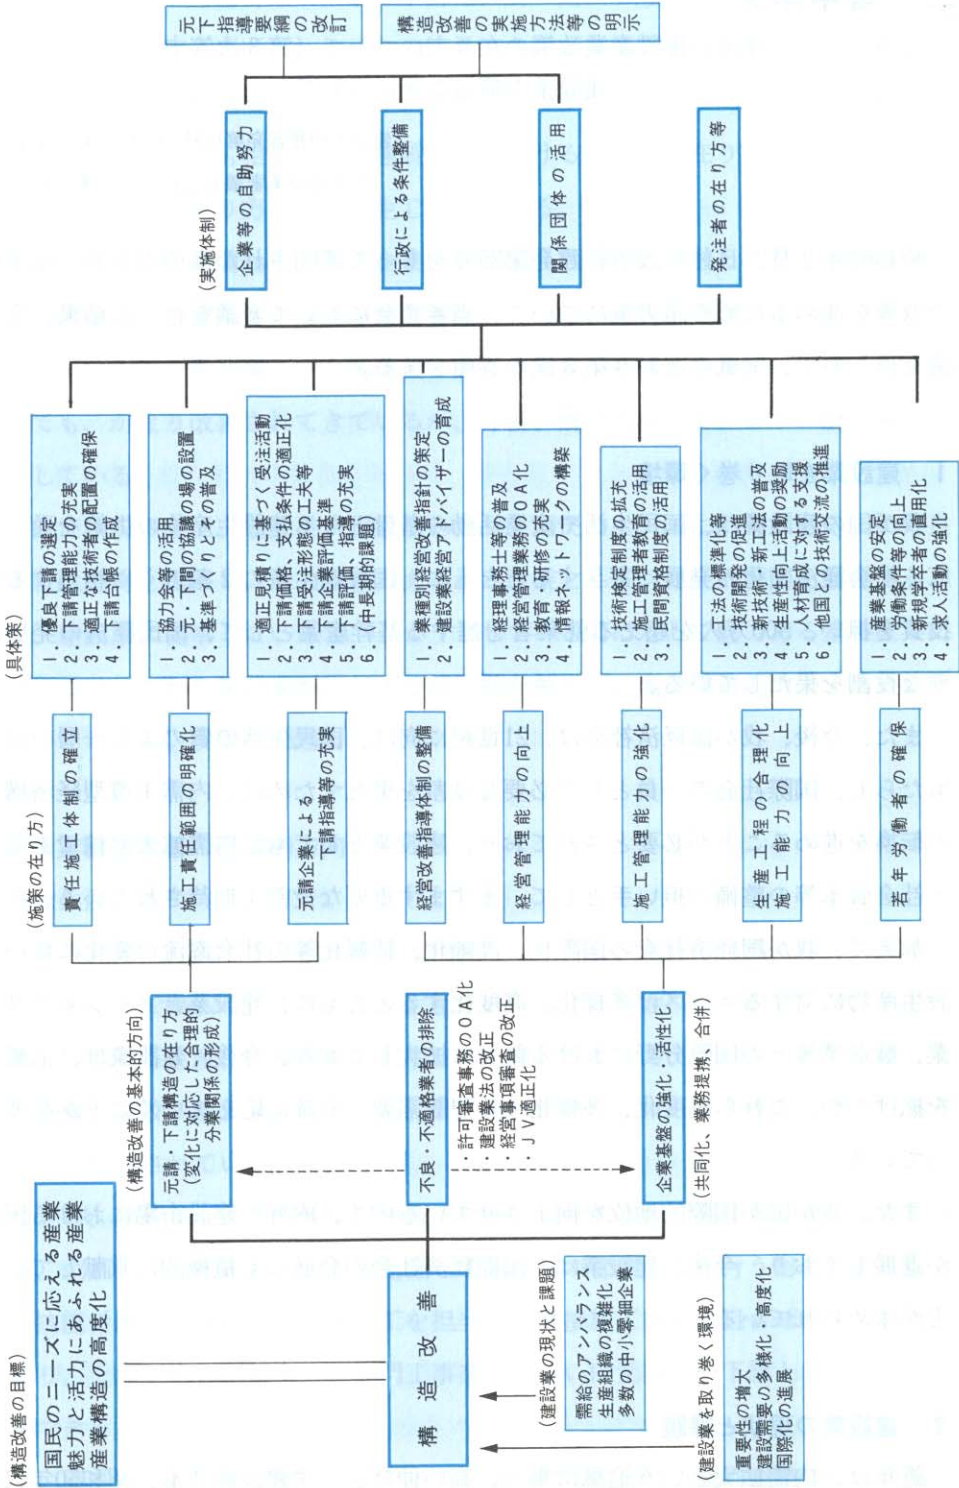 (構造改善の目標)
国民のニーズに応える産業
魅力と活力にあふれる産業
産業構造の高度化
構造改善
(建設業の現状と課題)
需給のアンバランス
生産組織の複雑化
多数の中小零細企業
(建設業を取り巻く環境)
重要性の増大
建設需要の多様化・高度化
国際化の進展
(構造改善の基本的方向)
元請・下請構造の在り方
(変化に対応した合理的
分業関係の形成)
不良・不適格業者の排除
・許可審査事務のOA化
・建設業法の改正
・経営事項審査の改正
・JV適正化
企業基盤の強化・活性化
(共同化、業務提携、合併)
(施策の在り方)
責任施工体制の確立
施工責任範囲の明確化
元請企業による
下請指導等の充実
経営改善指導体制の整備
経営管理能力の向上
施工管理能力の強化
生産工程の合理化
施工能力の向上
若年労働者の確保
(具体策)
1. 優良下請の選定
2. 下請管理能力の充実
3. 適正な技術者の配置の確保
4. 下請台帳の作成
1. 協力会等の活用
2. 元・下間の協議の場の設置
3. 基準づくりとその普及
1. 適正見積りに基づく受注活動
2. 下請価格、支払条件の適正化
3. 下請受注形態の工夫等
4. 下請企業評価基準
5. 下請評価、指導の充実
6. (中長期的課題)
1. 業種別経営改善指針の策定
2. 建設業経営アドバイザーの育成
1. 経理事務士の普及
2. 経営管理業務のOA化
3. 教育・研修の充実
4. 情報ネットワークの構築
1. 技術検定制度の拡充
2. 施工管理者教育の活用
3. 民間資格制度の活用
1. 工法の標準化等
2. 技術開発の促進
3. 新技術・新工法の普及
4. 生産性向上活動の奨励
5. 人材育成に対する支援
6. 他国との技術交流の推進
1. 産業基盤の安定
2. 労働条件等の向上
3. 新規学卒者の直用化
4. 求人活動の強化
(実施体制)
企業等の自助努力
行政による条件整備
関係団体の活用
発注者の在り方等
元下指導要綱の改訂
構造改善の実施方法等の明示